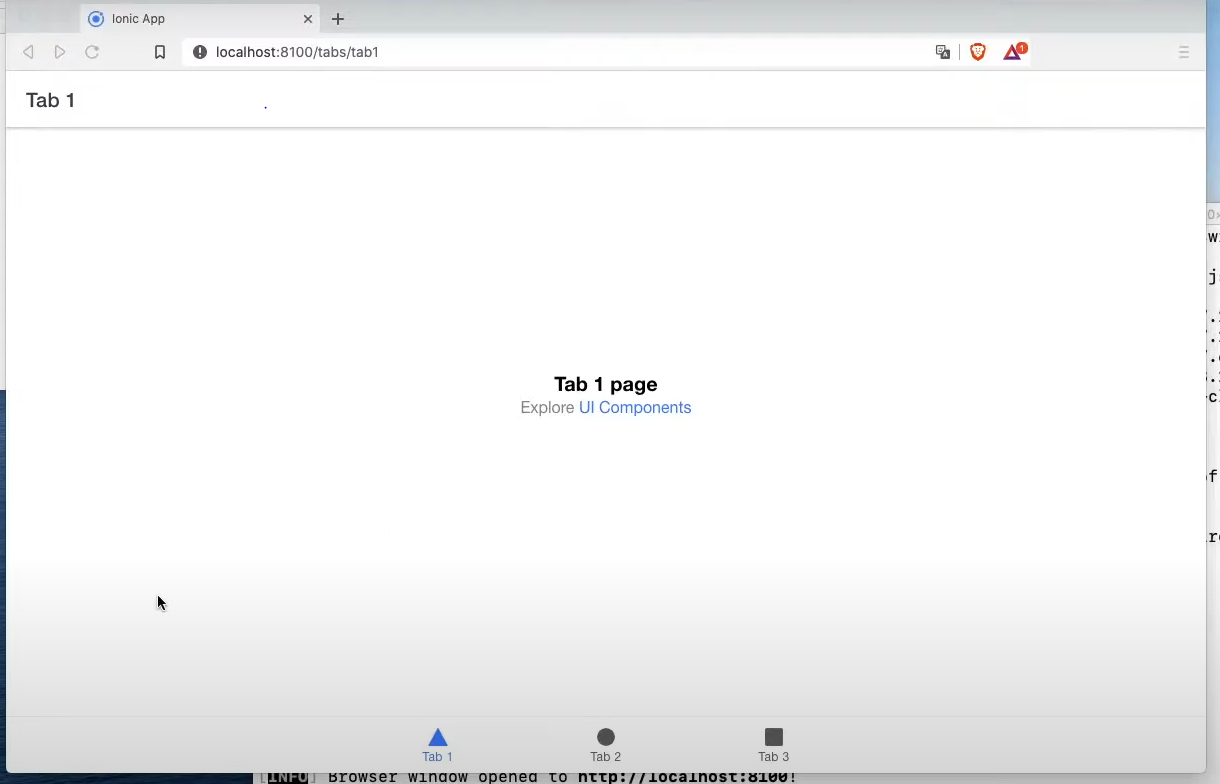 Ionic App
localhost:8100/tabs/tab1
1
Tab 1
Tab 1 page
Explore UI Components
Tab 1
Tab 2
Tab 3
[INFO] Browser window opened to http://localhost:8100!